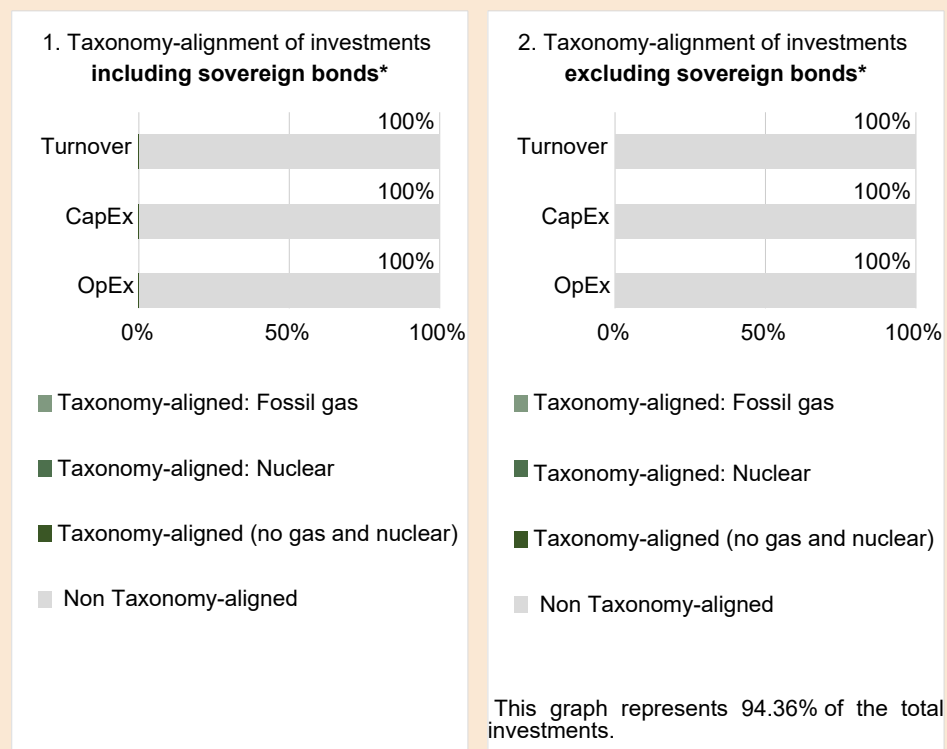 1. Taxonomy-alignment of investments
including sovereign bonds*
100%
Turnover
100%
CapEx
100%
OpEx
0% 50% 100%
Taxonomy-aligned: Fossil gas
Taxonomy-aligned: Nuclear
Taxonomy-aligned (no gas and nuclear)
Non Taxonomy-aligned
2. Taxonomy-alignment of investments
excluding sovereign bonds*
100%
Turnover
100%
CapEx
100%
OpEx
0% 50% 100%
Taxonomy-aligned: Fossil gas
Taxonomy-aligned: Nuclear
Taxonomy-aligned (no gas and nuclear)
Non Taxonomy-aligned
This graph represents 94.36% of the total
investments.